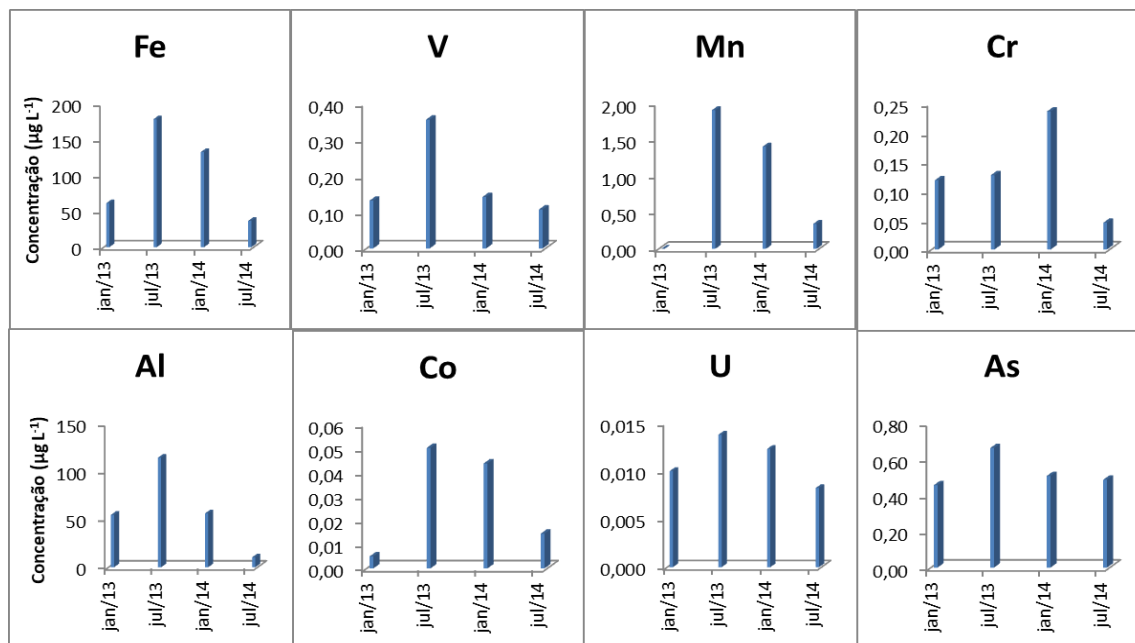 Fe
Concentração (µg L⁻¹)
200
150
100
50
0
jan/13
jul/13
jan/14
jul/14
V
0,40
0,30
0,20
0,10
0,00
jan/13
jul/13
jan/14
jul/14
Mn
2,00
1,50
1,00
0,50
0,00
jan/13
jul/13
jan/14
jul/14
Cr
0,25
0,20
0,15
0,10
0,05
0,00
jan/13
jul/13
jan/14
jul/14
Al
Concentração (µg L⁻¹)
150
100
50
0
jan/13
jul/13
jan/14
jul/14
Co
0,06
0,05
0,04
0,03
0,02
0,01
0,00
jan/13
jul/13
jan/14
jul/14
U
0,015
0,010
0,005
0,000
jan/13
jul/13
jan/14
jul/14
As
0,80
0,60
0,40
0,20
0,00
jan/13
jul/13
jan/14
jul/14